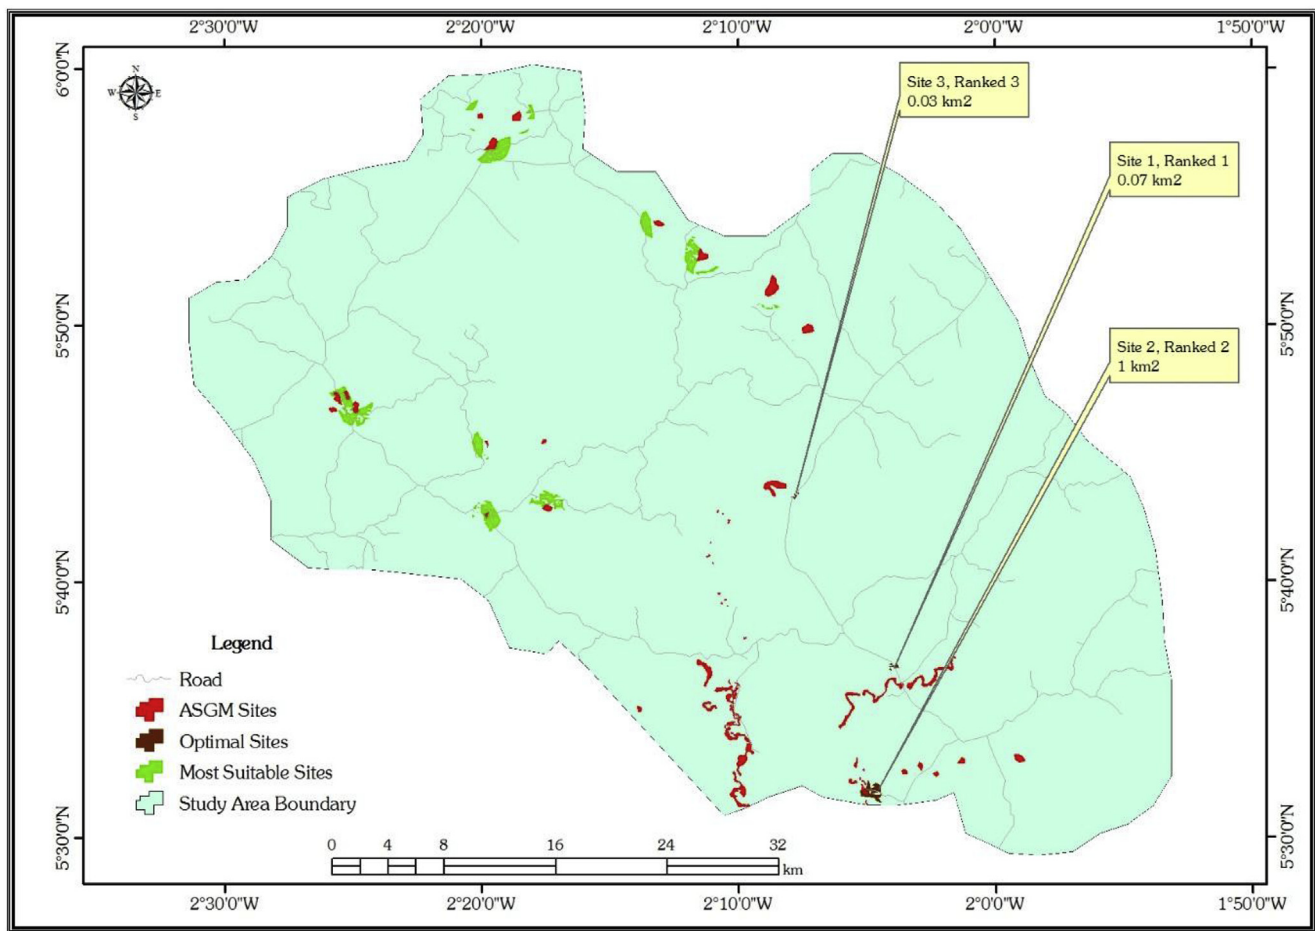 2°30'0"W 2°20'0"W 2°10'0"W 2°0'0"W 1°50'0"W
6°0'0"N
N
W E
S
Site 3, Ranked 3
0.03 km2
Site 1, Ranked 1
0.07 km2
5°50'0"N 5°50'0"N
Site 2, Ranked 2
1 km2
5°40'0"N 5°40'0"N
Legend
Road
ASGM Sites
Optimal Sites
Most Suitable Sites
Study Area Boundary
5°30'0"N 5°30'0"N
0 4 8 16 24 32
km
2°30'0"W 2°20'0"W 2°10'0"W 2°0'0"W 1°50'0"W